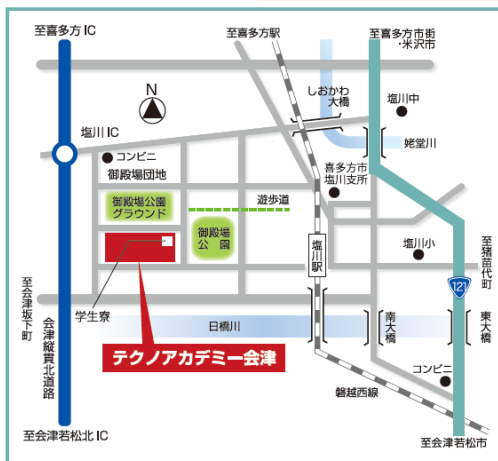 至喜多方IC
至喜多方駅
至喜多方市街
・米沢市
N
しおかわ
大橋
塩川中
塩川IC
姥堂川
コンビニ
御殿場団地
喜多方市
塩川支所
御殿場公園
グラウンド
遊歩道
御殿場
公園
塩川駅
塩川小
至猪苗代町
121
至会津坂下町
学生寮
会津縦貫北道路
日橋川
南大橋
東大橋
テクノアカデミー会津
コンビニ
磐越西線
至会津若松北IC
至会津若松市